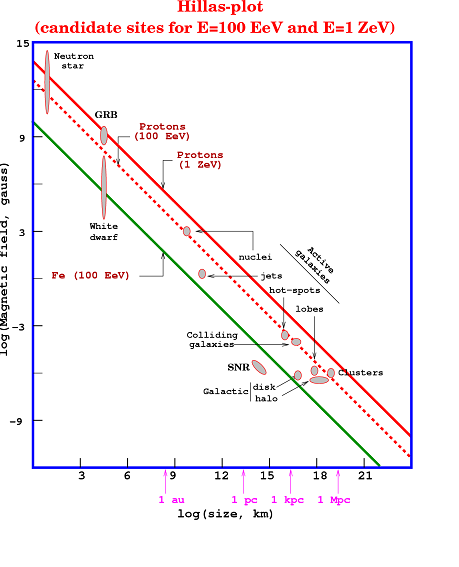 Hillas-plot
(candidate sites for E=100 EeV and E=1 ZeV)
15
Neutron
star
GRB
Protons
(100 EeV)
9
Protons
(1 ZeV)
log(Magnetic field, gauss)
White
dwarf
3
Active
galaxies
nuclei
Fe (100 EeV)
jets
hot-spots
lobes
-3
Colliding
galaxies
SNR
Clusters
Galactic
disk
halo
-9
3 6 9 12 15 18 21
1 au 1 pc 1 kpc 1 Mpc
log(size, km)